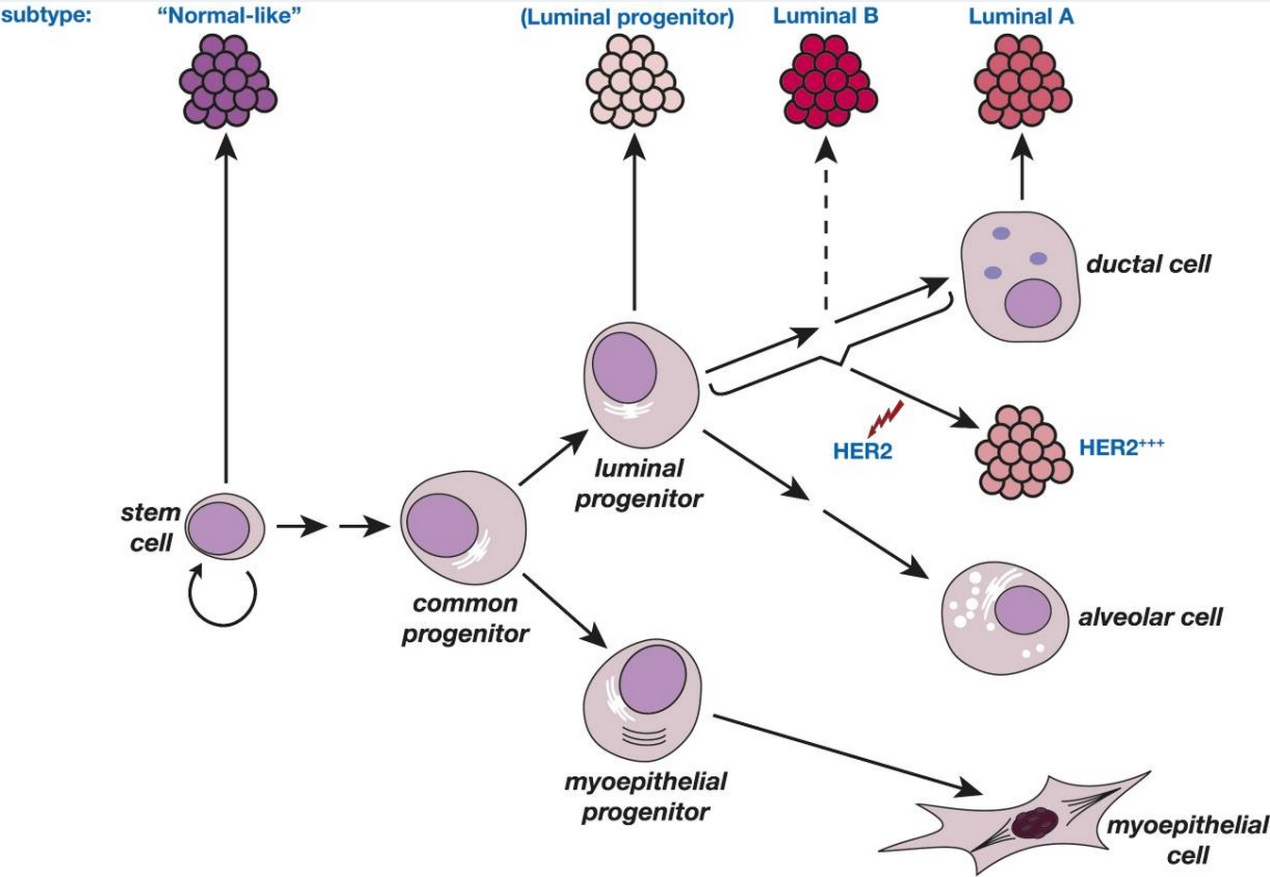 subtype:
“Normal-like”
(Luminal progenitor)
Luminal B
Luminal A
ductal cell
HER2
HER2+++
luminal
progenitor
stem
cell
common
progenitor
alveolar cell
myoepithelial
progenitor
myoepithelial
cell